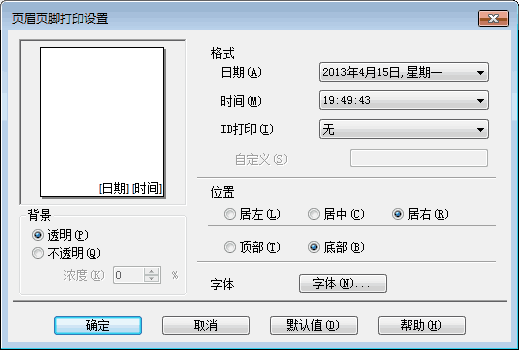 页眉页脚打印设置
格式
日期(A)
2013年4月15日,星期一
时间(M)
19:49:43
ID打印(I)
无
自定义(S)
[日期][时间]
背景
透明(P)
不透明(Q)
浓度(K) 0 %
位置
居左(L) 居中(C) 居右(R)
顶部(T) 底部(B)
字体 字体(N)...
确定 取消 默认值(D) 帮助(H)